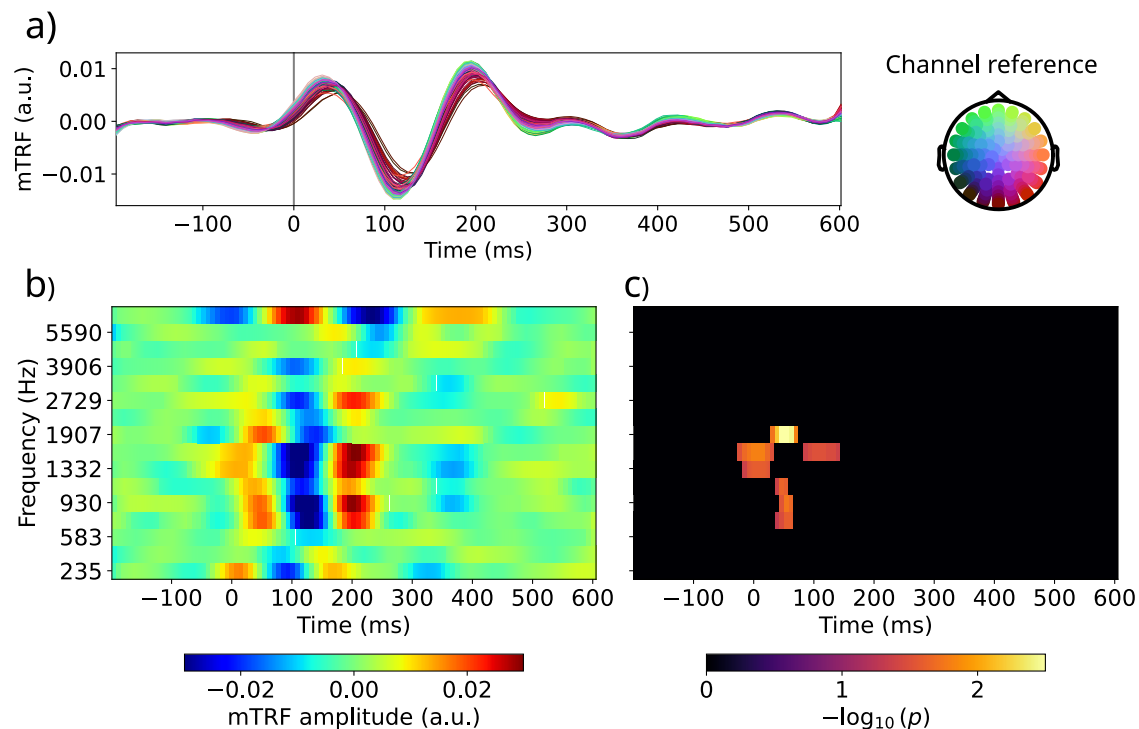 a)
Channel reference
mTRF (a.u.)
0.01
0.00
−0.01
−100 0 100 200 300 400 500 600
Time (ms)
b)
Frequency (Hz)
5590
3906
2729
1907
1332
930
583
235
−100 0 100 200 300 400 500 600
Time (ms)
−0.02 0.00 0.02
mTRF amplitude (a.u.)
c)
−100 0 100 200 300 400 500 600
Time (ms)
0 1 2
−log10 (p)